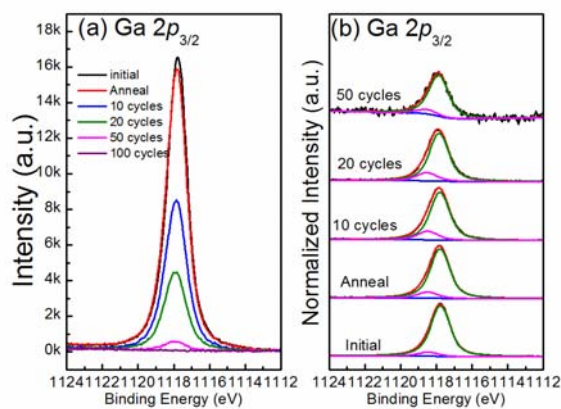 (a) Ga 2p3/2
18k
16k
14k
12k
10k
8k
6k
4k
2k
0k
Intensity (a.u.)
initial
Anneal
10 cycles
20 cycles
50 cycles
100 cycles
1124 1122 1120 1118 1116 1114 1112
Binding Energy (eV)
(b) Ga 2p3/2
Normalized Intensity (a.u.)
50 cycles
20 cycles
10 cycles
Anneal
Initial
1124 1122 1120 1118 1116 1114 1112
Binding Energy (eV)